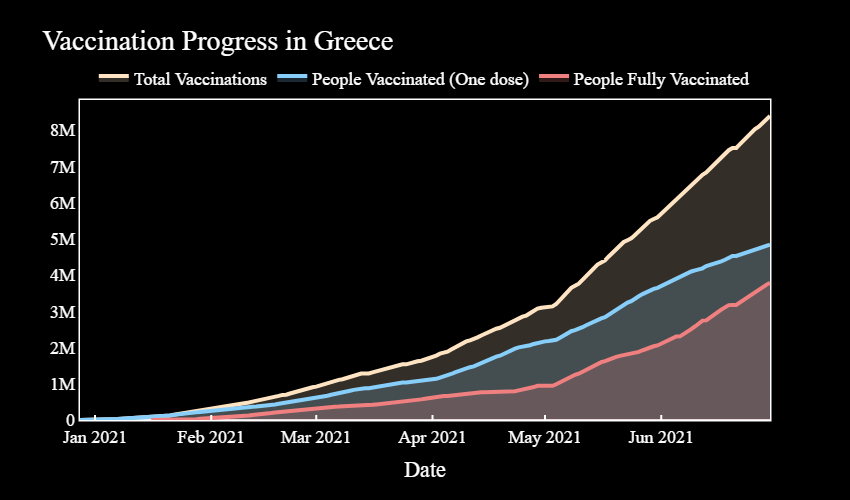 Vaccination Progress in Greece
Total Vaccinations People Vaccinated (One dose) People Fully Vaccinated
8M
7M
6M
5M
4M
3M
2M
1M
0
Jan 2021 Feb 2021 Mar 2021 Apr 2021 May 2021 Jun 2021
Date